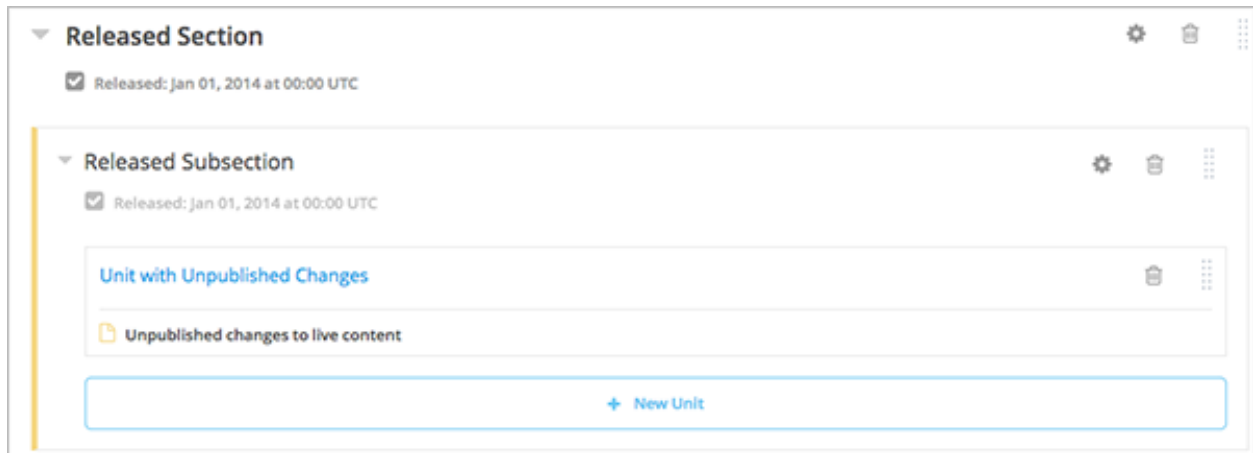 Released Section
Released: Jan 01, 2014 at 00:00 UTC
Released Subsection
Released: Jan 01, 2014 at 00:00 UTC
Unit with Unpublished Changes
Unpublished changes to live content
+ New Unit